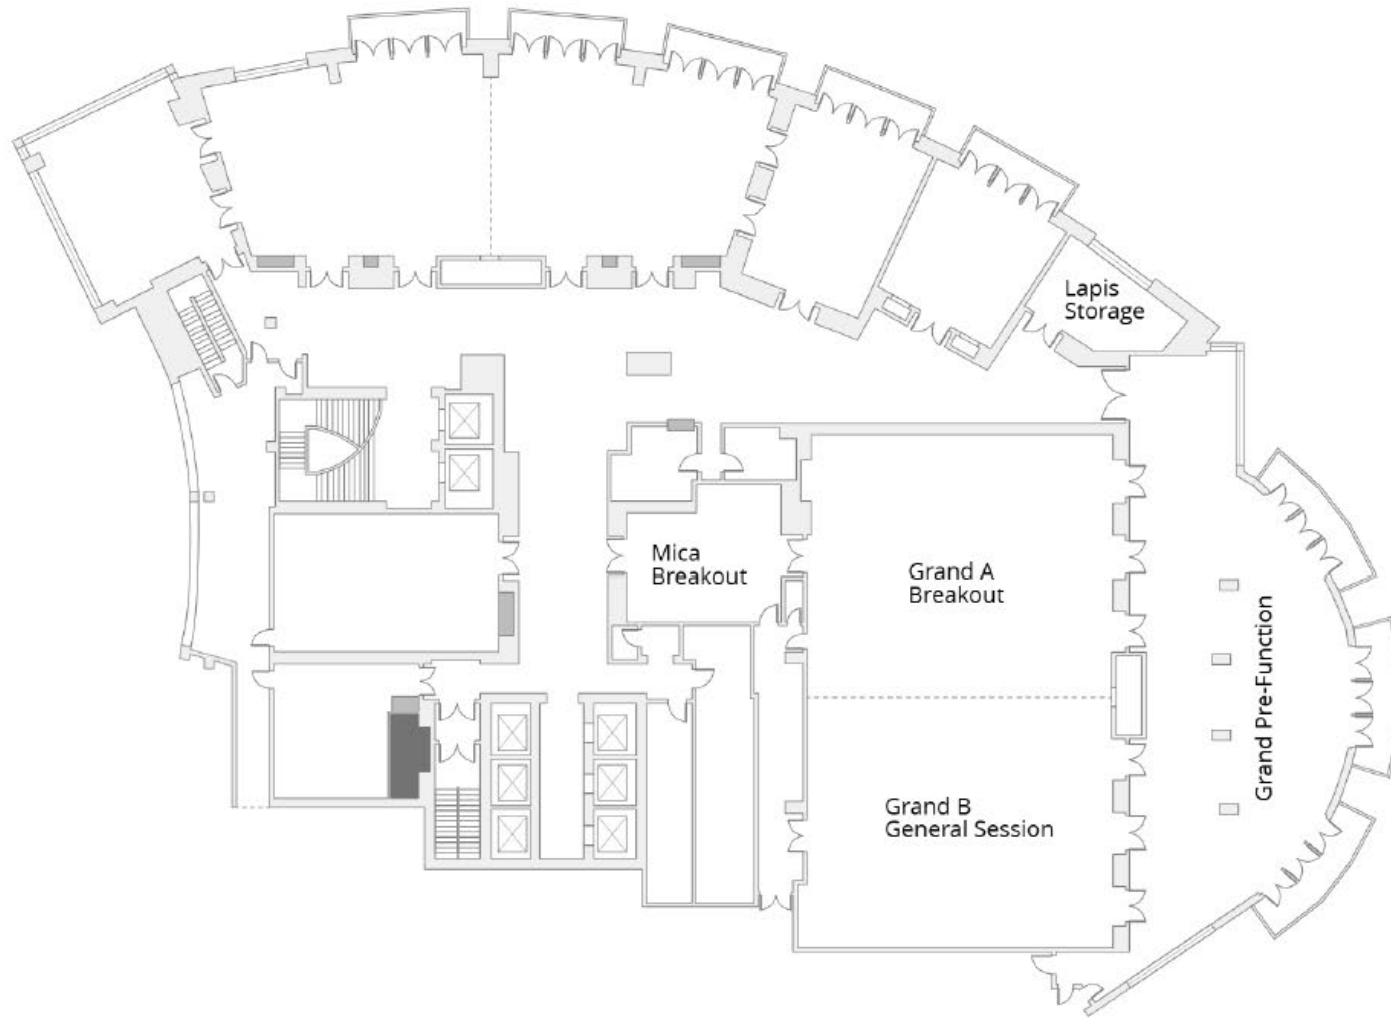 Lapis
Storage
Mica
Breakout
Grand A
Breakout
Grand Pre-Function
Grand B
General Session